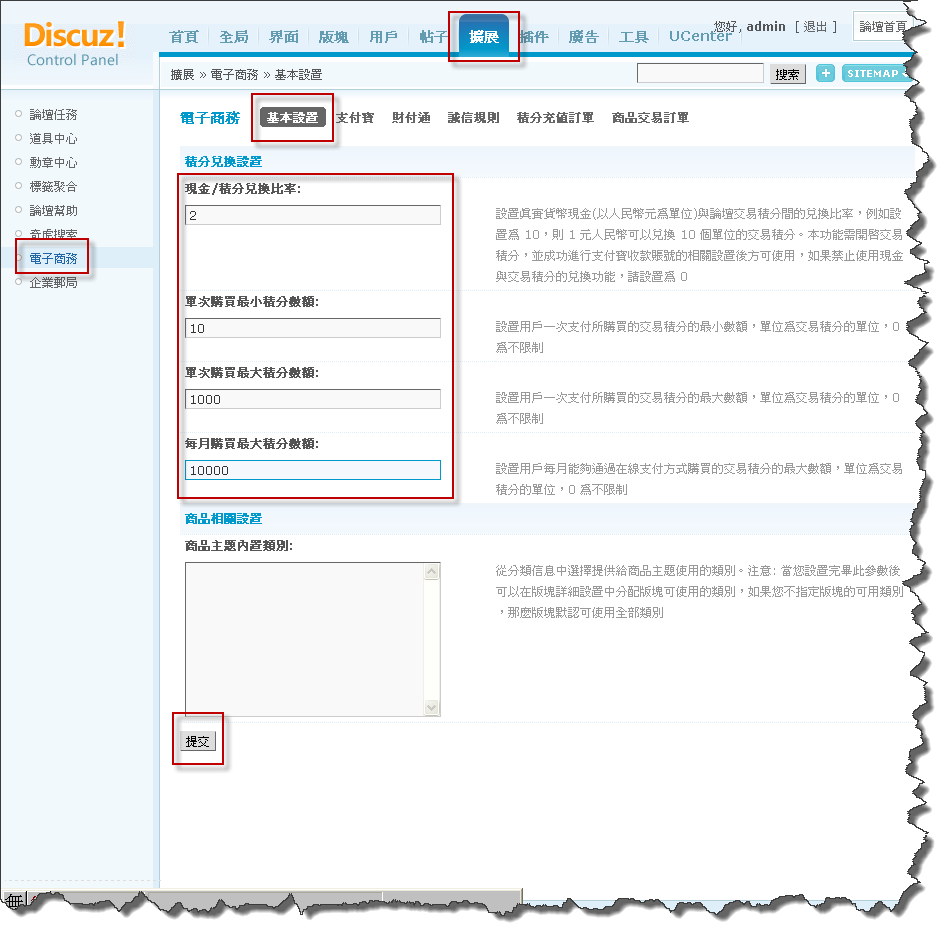 Discuz!
Control Panel
首頁 全局 界面 版塊 用戶 帖子 擴展 插件 廣告 工具 UCenter
您好, admin [ 退出 ] 論壇首頁
擴展 » 電子商務 » 基本設置
搜索 + SITEMAP
論壇任務
道具中心
勳章中心
標籤聚合
論壇幫助
奇虎搜索
電子商務
企業郵局
電子商務 基本設置 支付寶 財付通 誠信規則 積分充值訂單 商品交易訂單
積分兌換設置
現金/積分兌換比率:
2
設置真實貨幣現金(以人民幣元為單位)與論壇交易積分間的兌換比率，例如設
置為 10，則 1 元人民幣可以兌換 10 個單位的交易積分。本功能需開啓交易
積分，並成功進行支付寶收款賬號的相關設置後方可使用，如果禁止使用現金
與交易積分的兌換功能，請設置為 0
單次購買最小積分數額:
10
設置用戶一次支付所購買的交易積分的最小數額，單位為交易積分的單位，0
為不限制
單次購買最大積分數額:
1000
設置用戶一次支付所購買的交易積分的最大數額，單位為交易積分的單位，0
為不限制
每月購買最大積分數額:
10000
設置用戶每月能夠通過在線支付方式購買的交易積分的最大數額，單位為交易
積分的單位，0 為不限制
商品相關設置
商品主題內置類別:
從分類信息中選擇提供給商品主題使用的類別。注意: 當您設置完畢此參數後
可以在版塊詳細設置中分配版塊可使用的類別，如果您不指定版塊的可用類別
，那麼版塊默認可使用全部類別
提交